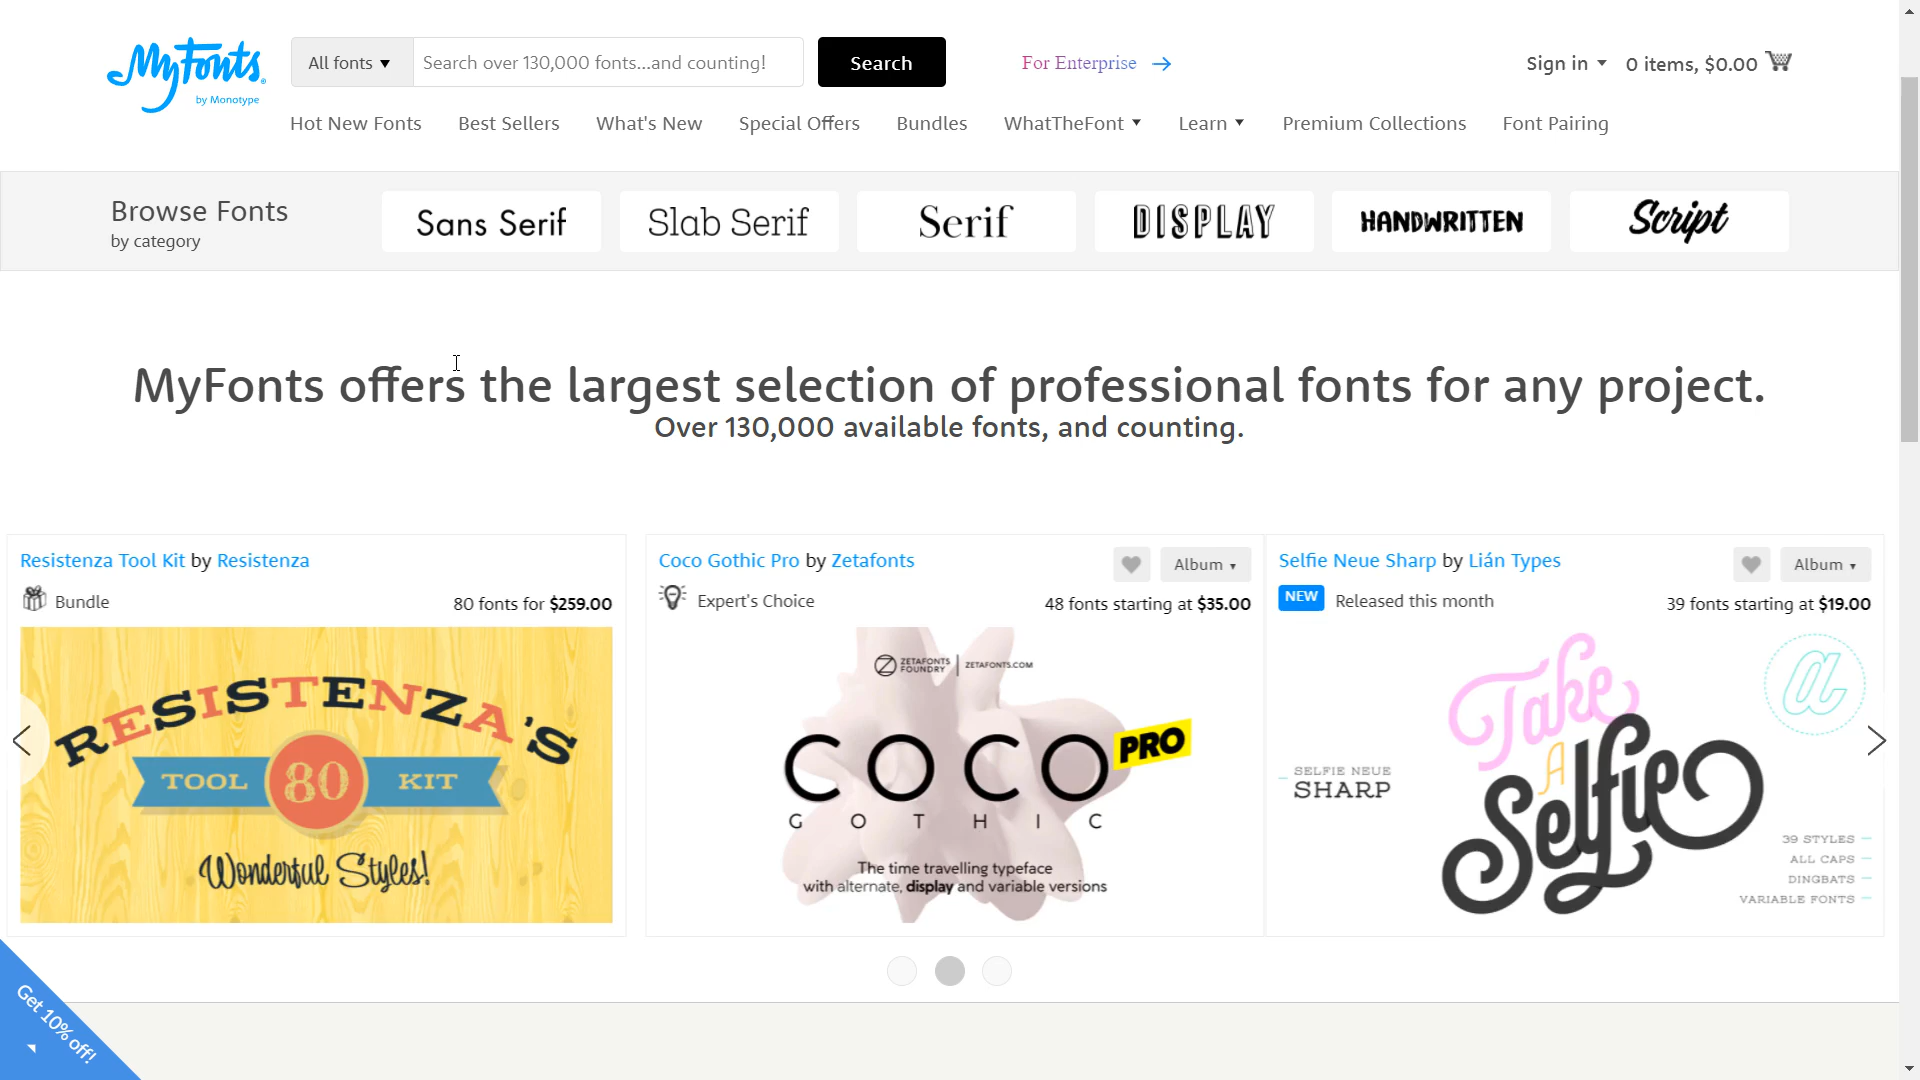 MyFonts
by Monotype
All fonts ▼
Search over 130,000 fonts...and counting!
Search
For Enterprise →
Sign in ▼
0 items, $0.00
Hot New Fonts
Best Sellers
What's New
Special Offers
Bundles
WhatTheFont ▼
Learn ▼
Premium Collections
Font Pairing
Browse Fonts
by category
Sans Serif
Slab Serif
Serif
DISPLAY
HANDWRITTEN
Script
MyFonts offers the largest selection of professional fonts for any project.
Over 130,000 available fonts, and counting.
Resistenza Tool Kit by Resistenza
Bundle
80 fonts for $259.00
RESISTENZA'S
TOOL 80 KIT
Wonderful Styles!
Coco Gothic Pro by Zetafonts
Album ▼
Expert's Choice
48 fonts starting at $35.00
ZETAFONTS
FOUNDRY
ZETAFONTS.COM
COCO PRO
GOTHIC
The time travelling typeface
with alternate, display and variable versions
Selfie Neue Sharp by Lián Types
Album ▼
NEW Released this month
39 fonts starting at $19.00
a
Take
A
Selfie
SELFIE NEUE
SHARP
39 STYLES
ALL CAPS
DINGBATS
VARIABLE FONTS
Get 10% off!